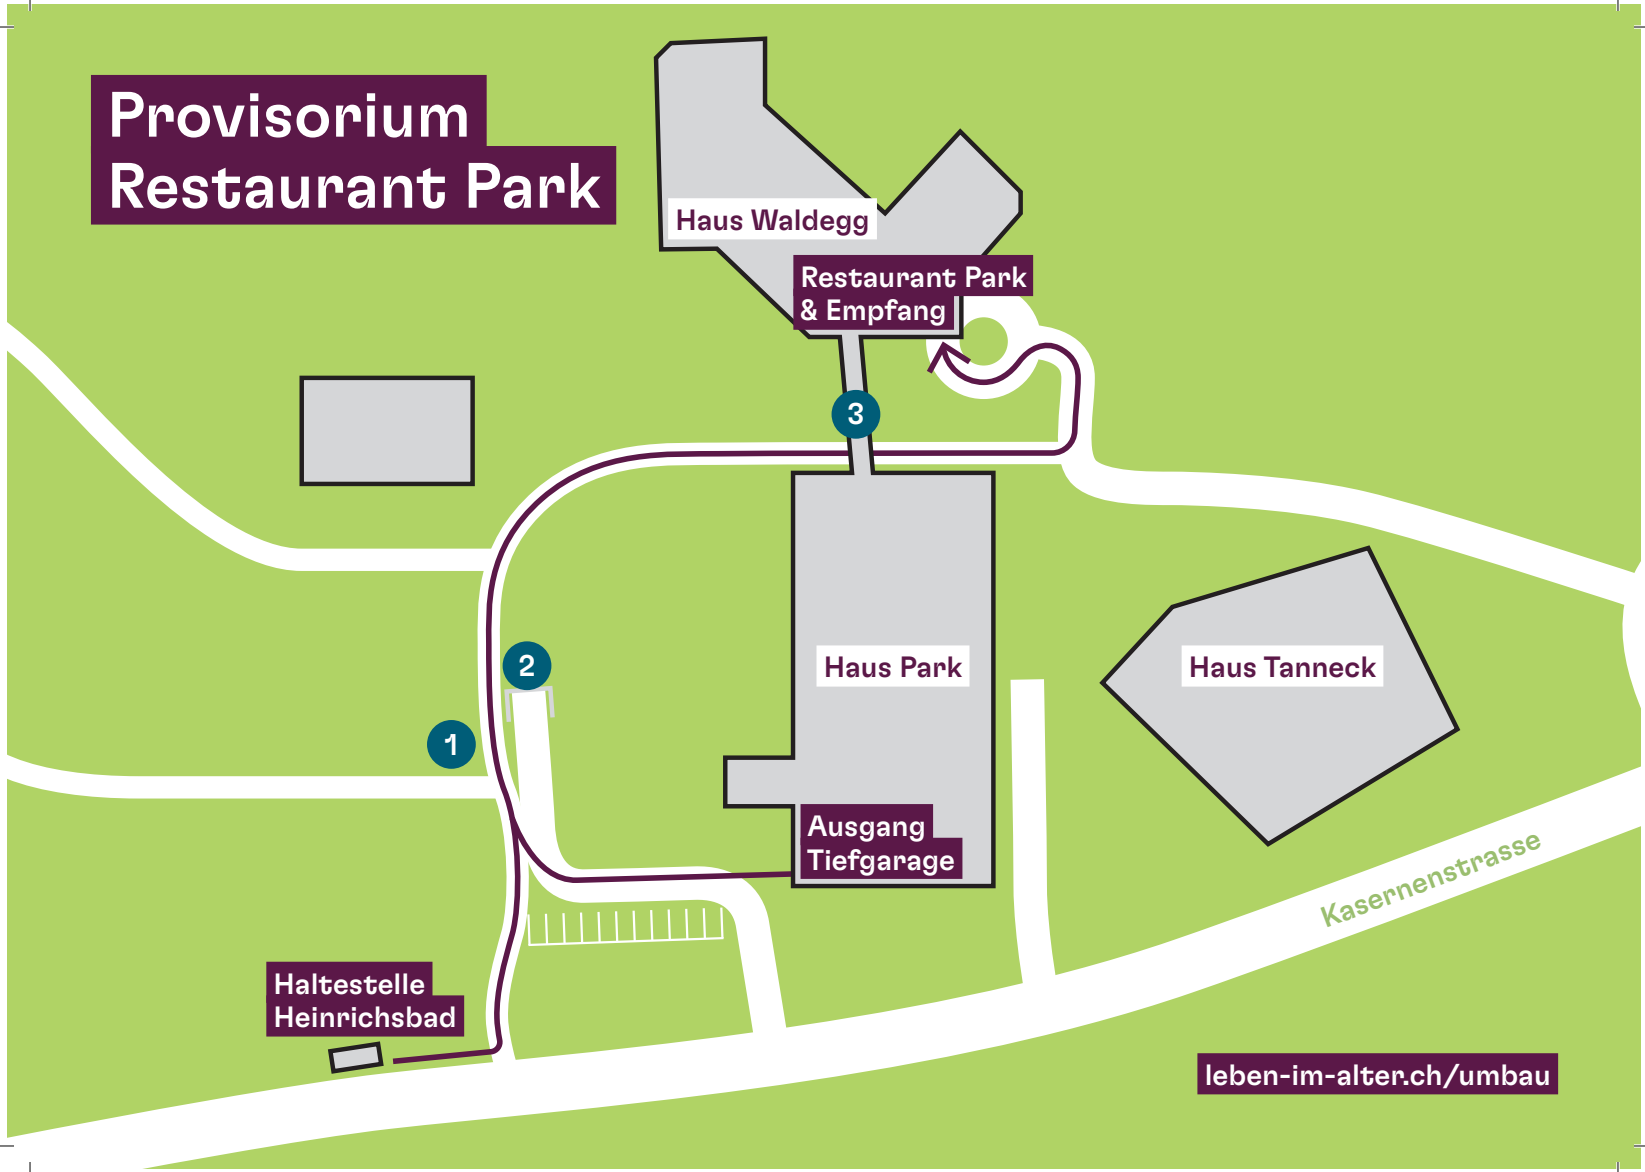 Provisorium
Restaurant Park
Haus Waldegg
Restaurant Park
& Empfang
3
2
Haus Park
Haus Tanneck
1
Ausgang
Tiefgarage
Kasernenstrasse
Haltestelle
Heinrichsbad
leben-im-alter.ch/umbau